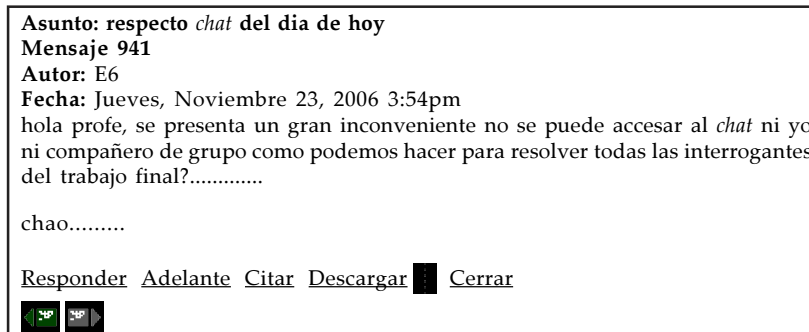 Asunto: respecto chat del dia de hoy
Mensaje 941
Autor: E6
Fecha: Jueves, Noviembre 23, 2006 3:54pm
hola profe, se presenta un gran inconveniente no se puede accesar al chat ni yo
ni compañero de grupo como podemos hacer para resolver todas las interrogantes
del trabajo final?.............
chao.........
Responder Adelante Citar Descargar Cerrar